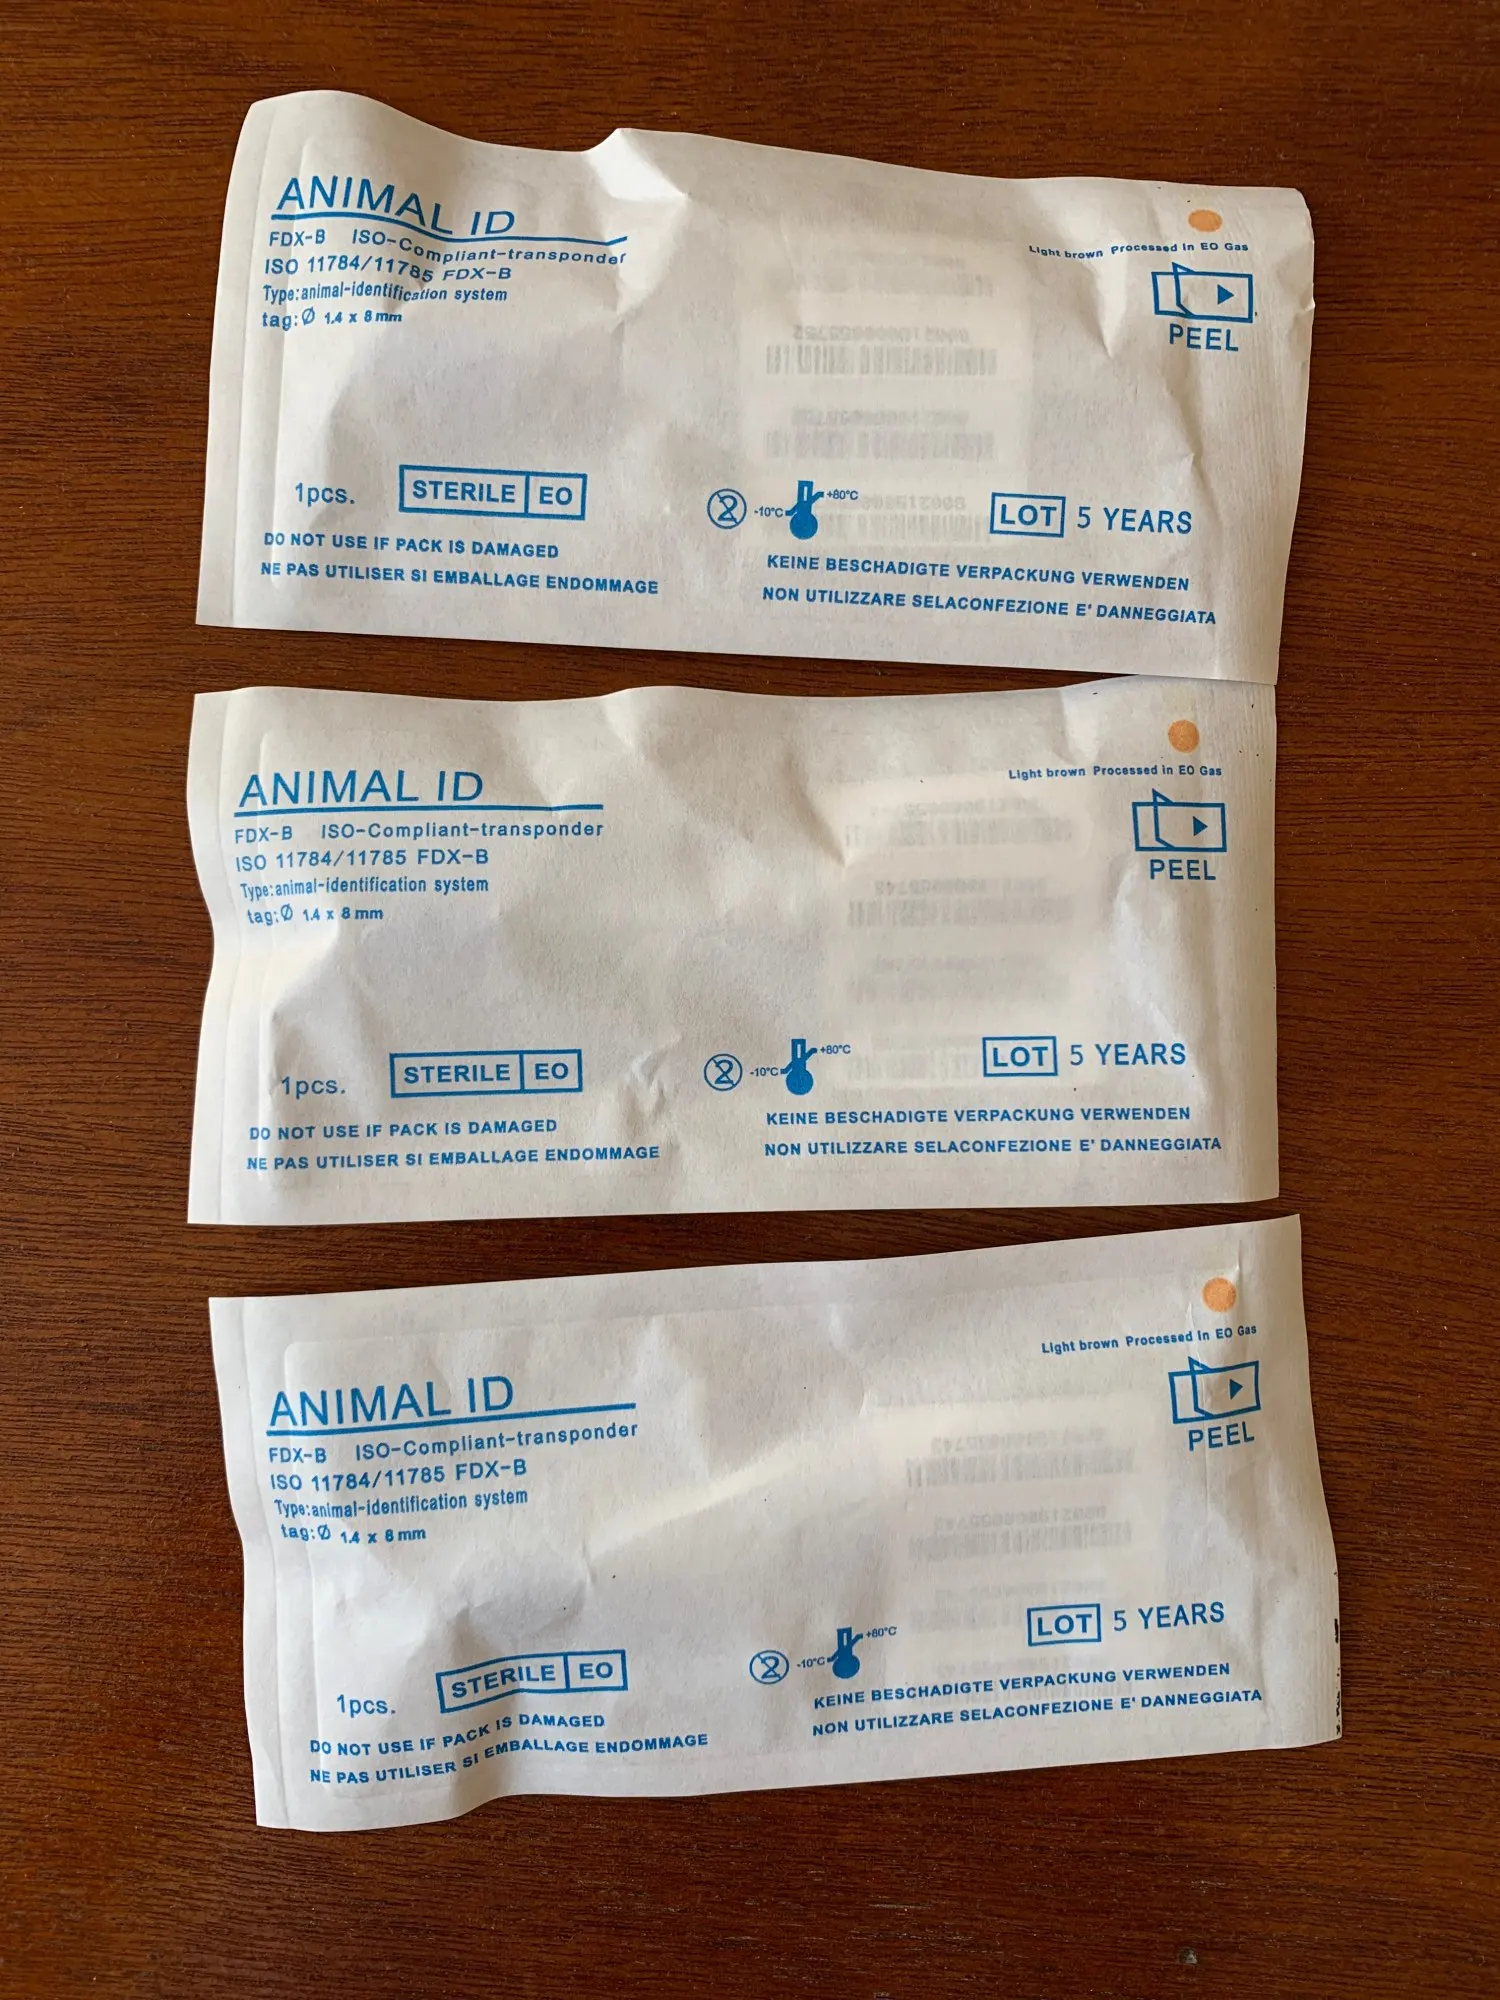 ANIMAL ID
FDX-B ISO-Compliant-transponder
ISO 11784/11785 FDX-B
Type:animal-identification system
tag:Ø 1.4 x 8 mm
Light brown Processed in EO Gas
PEEL
1pcs. STERILE EO
2 -10°C +80°C LOT 5 YEARS
DO NOT USE IF PACK IS DAMAGED
NE PAS UTILISER SI EMBALLAGE ENDOMMAGE
KEINE BESCHADIGTE VERPACKUNG VERWENDEN
NON UTILIZZARE SELACONFEZIONE E' DANNEGGIATA
ANIMAL ID
FDX-B ISO-Compliant-transponder
ISO 11784/11785 FDX-B
Type:animal-identification system
tag:Ø 1.4 x 8 mm
Light brown Processed in EO Gas
PEEL
1pcs. STERILE EO
2 -10°C +80°C LOT 5 YEARS
DO NOT USE IF PACK IS DAMAGED
NE PAS UTILISER SI EMBALLAGE ENDOMMAGE
KEINE BESCHADIGTE VERPACKUNG VERWENDEN
NON UTILIZZARE SELACONFEZIONE E' DANNEGGIATA
ANIMAL ID
FDX-B ISO-Compliant-transponder
ISO 11784/11785 FDX-B
Type:animal-identification system
tag:Ø 1.4 x 8 mm
Light brown Processed in EO Gas
PEEL
1pcs. STERILE EO
2 -10°C +80°C LOT 5 YEARS
DO NOT USE IF PACK IS DAMAGED
NE PAS UTILISER SI EMBALLAGE ENDOMMAGE
KEINE BESCHADIGTE VERPACKUNG VERWENDEN
NON UTILIZZARE SELACONFEZIONE E' DANNEGGIATA